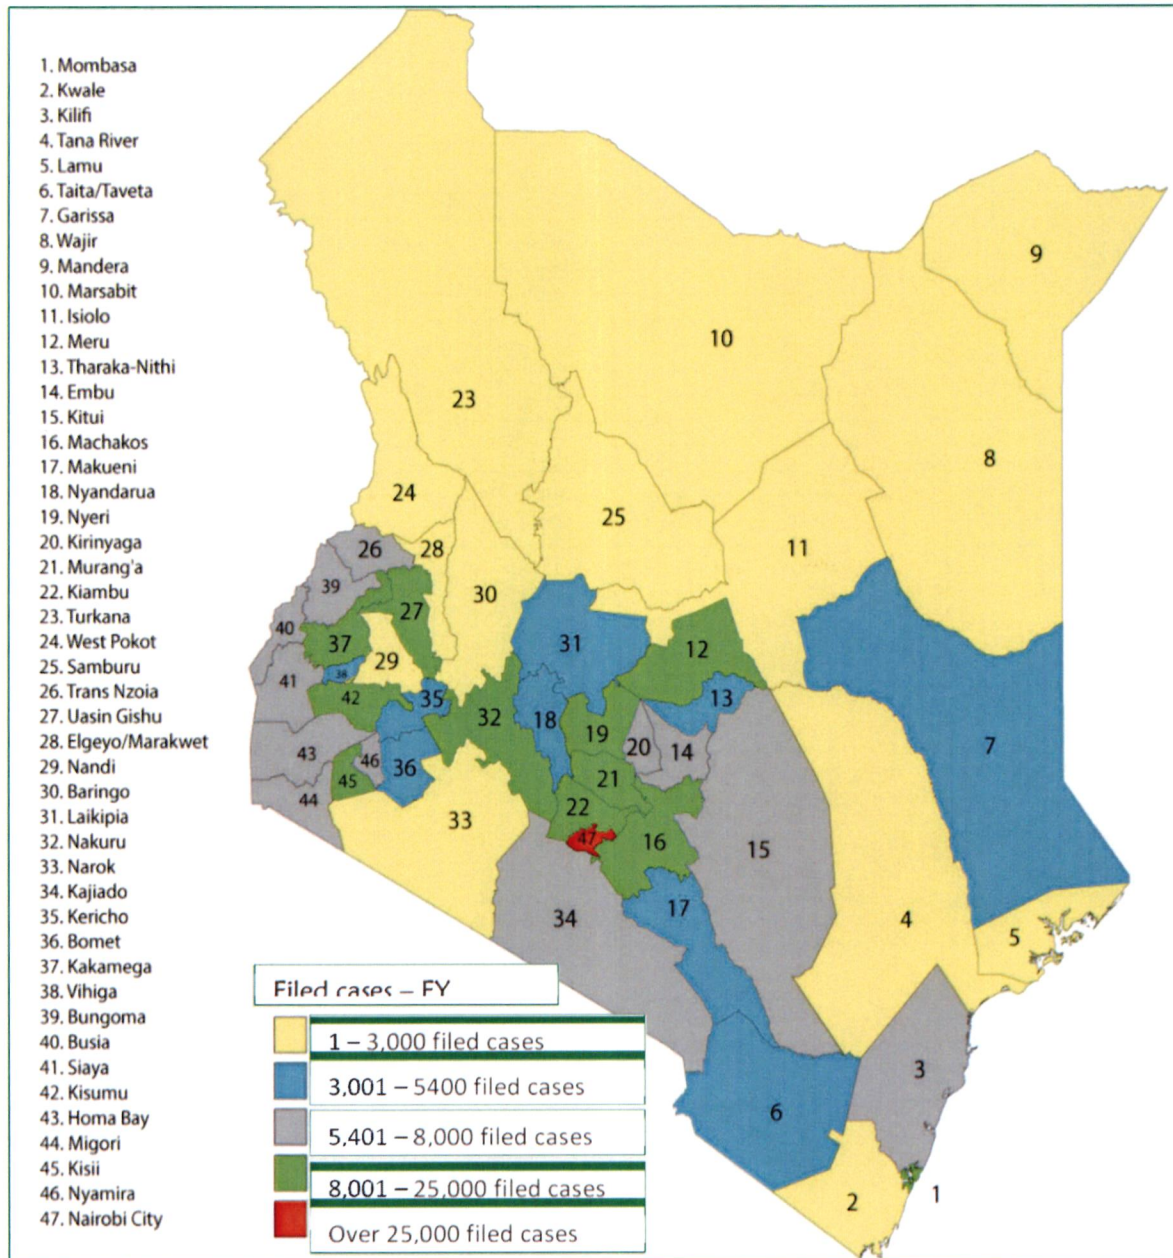 1. Mombasa
2. Kwale
3. Kilifi
4. Tana River
5. Lamu
6. Taita/Taveta
7. Garissa
8. Wajir
9. Mandera
10. Marsabit
11. Isiolo
12. Meru
13. Tharaka-Nithi
14. Embu
15. Kitui
16. Machakos
17. Makueni
18. Nyandarua
19. Nyeri
20. Kirinyaga
21. Murang'a
22. Kiambu
23. Turkana
24. West Pokot
25. Samburu
26. Trans Nzoia
27. Uasin Gishu
28. Elgeyo/Marakwet
29. Nandi
30. Baringo
31. Laikipia
32. Nakuru
33. Narok
34. Kajiado
35. Kericho
36. Bomet
37. Kakamega
38. Vihiga
39. Bungoma
40. Busia
41. Siaya
42. Kisumu
43. Homa Bay
44. Migori
45. Kisii
46. Nyamira
47. Nairobi City
9
10
23
8
24
25
11
26
28
39
30
27
40
37
31
12
29
38
41
35
13
42
32
18
19
20
14
7
43
46
36
45
21
44
22
33
47
16
15
17
34
4
5
3
6
2
1
Filed cases – FY
1 – 3,000 filed cases
3,001 – 5400 filed cases
5,401 – 8,000 filed cases
8,001 – 25,000 filed cases
Over 25,000 filed cases